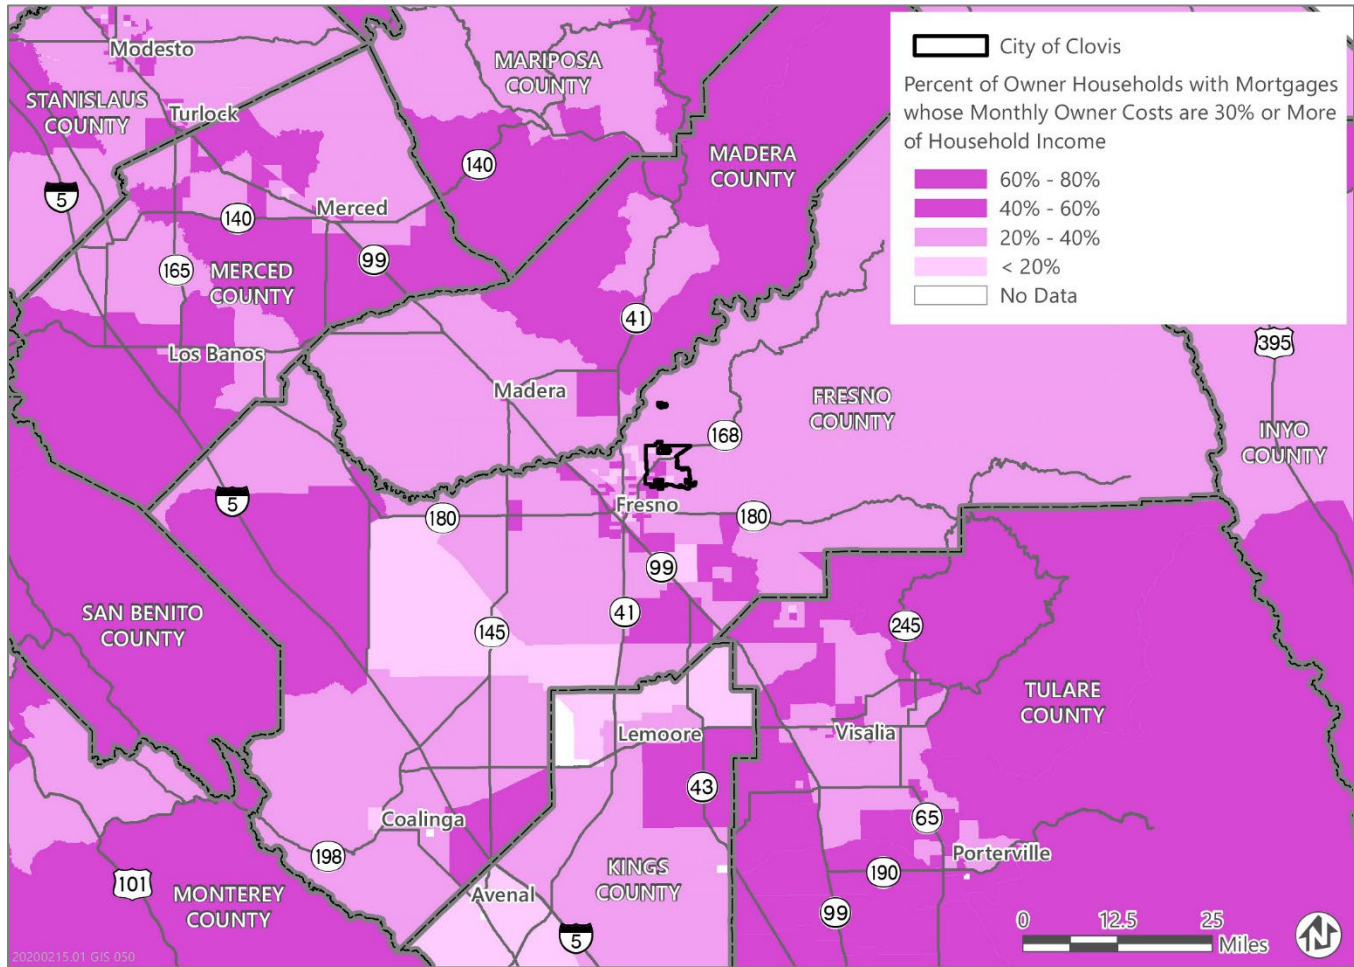 City of Clovis
Percent of Owner Households with Mortgages
whose Monthly Owner Costs are 30% or More
of Household Income
60% - 80%
40% - 60%
20% - 40%
< 20%
No Data
Modesto
MARIPOSA
COUNTY
STANISLAUS
COUNTY
Turlock
140
MADERA
COUNTY
5
140
Merced
99
165
MERCED
COUNTY
41
395
Los Banos
Madera
FRESNO
COUNTY
168
INYO
COUNTY
5
180
Fresno
180
99
SAN BENITO
COUNTY
41
145
245
TULARE
COUNTY
Lemoore
Visalia
43
Coalinga
65
198
Porterville
101
MONTEREY
COUNTY
Avenal
KINGS
COUNTY
190
99
5
0
12.5
25
Miles
N
20200215.01 GIS 050